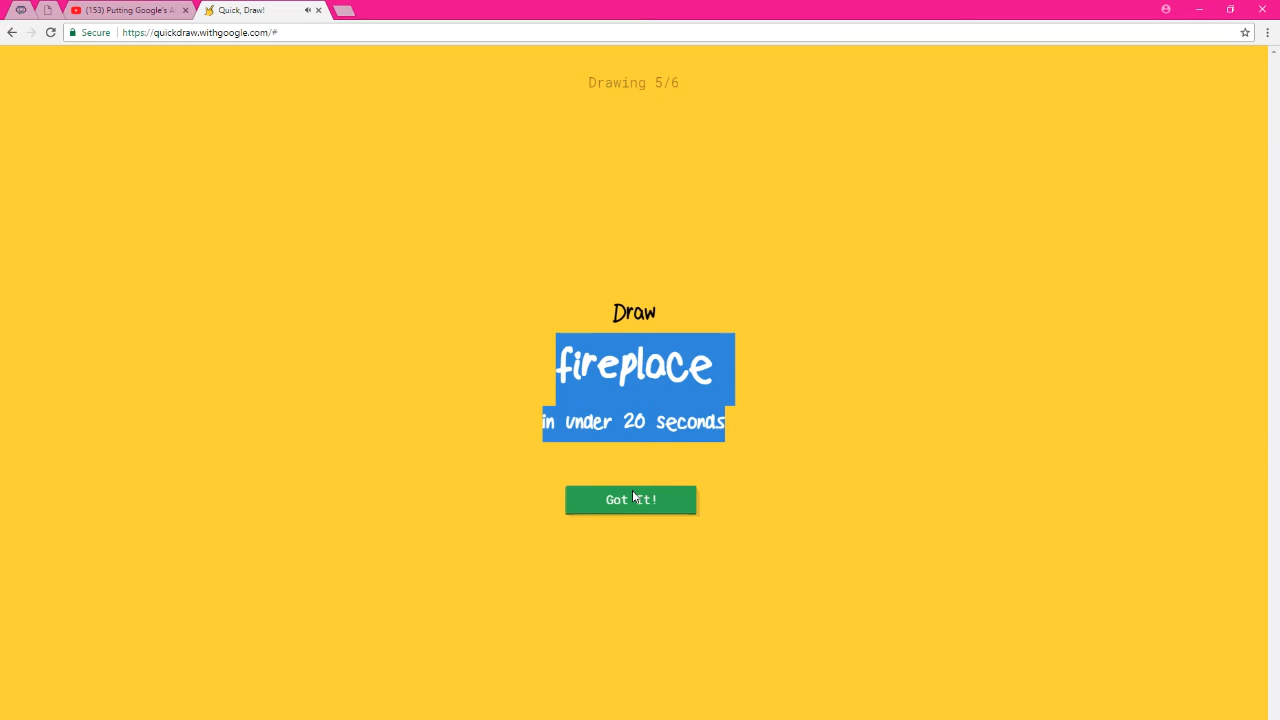 (153) Putting Google's A
Quick, Draw!
Secure
https://quickdraw.withgoogle.com/#
Drawing 5/6
Draw
fireplace
in under 20 seconds
Got It!